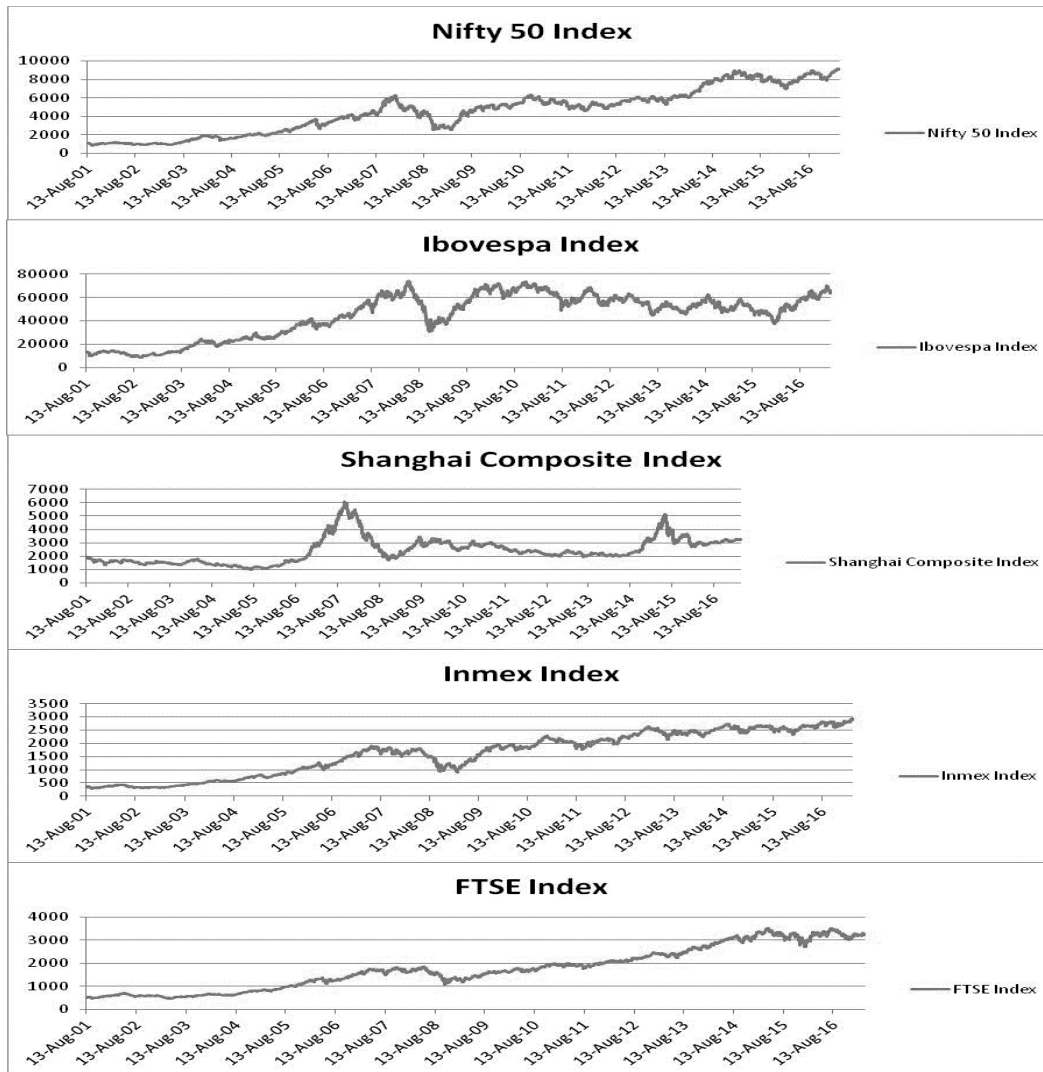 Nifty 50 Index
10000
8000
6000
4000
2000
0
13-Aug-01
13-Aug-02
13-Aug-03
13-Aug-04
13-Aug-05
13-Aug-06
13-Aug-07
13-Aug-08
13-Aug-09
13-Aug-10
13-Aug-11
13-Aug-12
13-Aug-13
13-Aug-14
13-Aug-15
13-Aug-16
Nifty 50 Index
Ibovespa Index
80000
60000
40000
20000
0
13-Aug-01
13-Aug-02
13-Aug-03
13-Aug-04
13-Aug-05
13-Aug-06
13-Aug-07
13-Aug-08
13-Aug-09
13-Aug-10
13-Aug-11
13-Aug-12
13-Aug-13
13-Aug-14
13-Aug-15
13-Aug-16
Ibovespa Index
Shanghai Composite Index
7000
6000
5000
4000
3000
2000
1000
0
13-Aug-01
13-Aug-02
13-Aug-03
13-Aug-04
13-Aug-05
13-Aug-06
13-Aug-07
13-Aug-08
13-Aug-09
13-Aug-10
13-Aug-11
13-Aug-12
13-Aug-13
13-Aug-14
13-Aug-15
13-Aug-16
Shanghai Composite Index
Inmex Index
3500
3000
2500
2000
1500
1000
500
0
13-Aug-01
13-Aug-02
13-Aug-03
13-Aug-04
13-Aug-05
13-Aug-06
13-Aug-07
13-Aug-08
13-Aug-09
13-Aug-10
13-Aug-11
13-Aug-12
13-Aug-13
13-Aug-14
13-Aug-15
13-Aug-16
Inmex Index
FTSE Index
4000
3000
2000
1000
0
13-Aug-01
13-Aug-02
13-Aug-03
13-Aug-04
13-Aug-05
13-Aug-06
13-Aug-07
13-Aug-08
13-Aug-09
13-Aug-10
13-Aug-11
13-Aug-12
13-Aug-13
13-Aug-14
13-Aug-15
13-Aug-16
FTSE Index